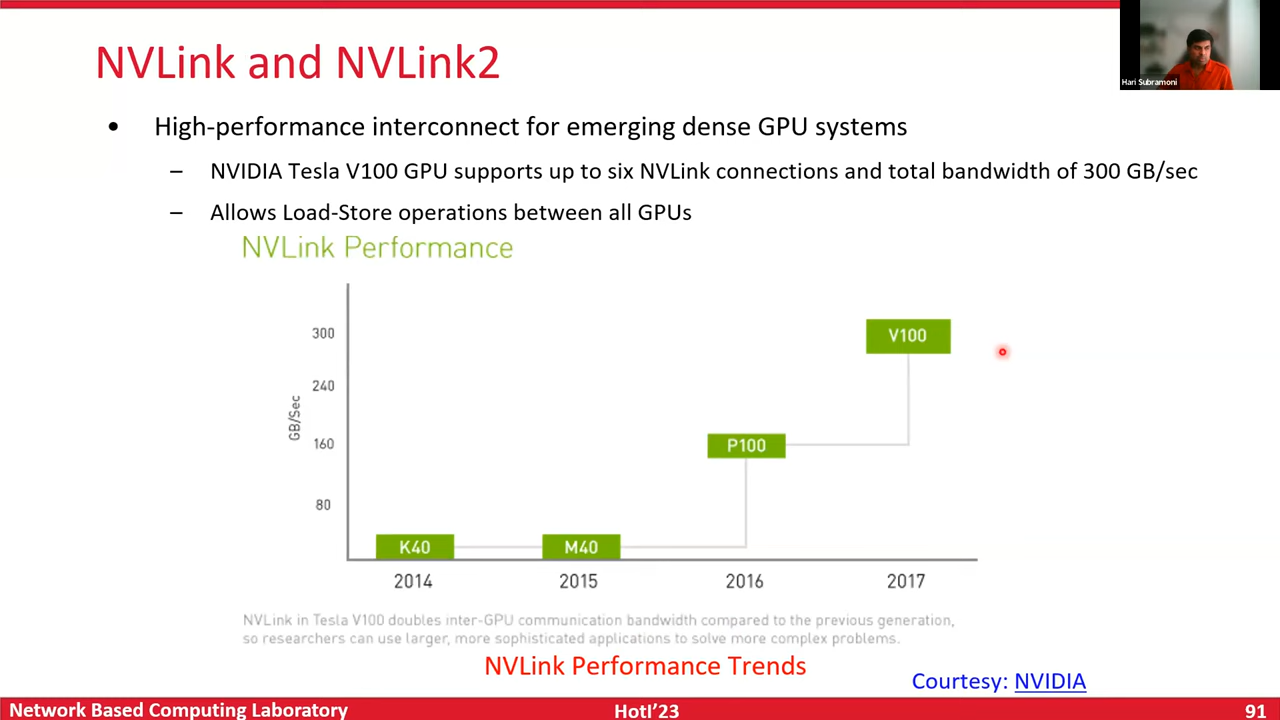 NVLink and NVLink2
Hari Subramoni
• High-performance interconnect for emerging dense GPU systems
– NVIDIA Tesla V100 GPU supports up to six NVLink connections and total bandwidth of 300 GB/sec
– Allows Load-Store operations between all GPUs
NVLink Performance
300
240
160
80
GB/Sec
V100
P100
K40
M40
2014
2015
2016
2017
NVLink in Tesla V100 doubles inter-GPU communication bandwidth compared to the previous generation,
so researchers can use larger, more sophisticated applications to solve more complex problems.
NVLink Performance Trends
Courtesy: NVIDIA
Network Based Computing Laboratory
HotI'23
91